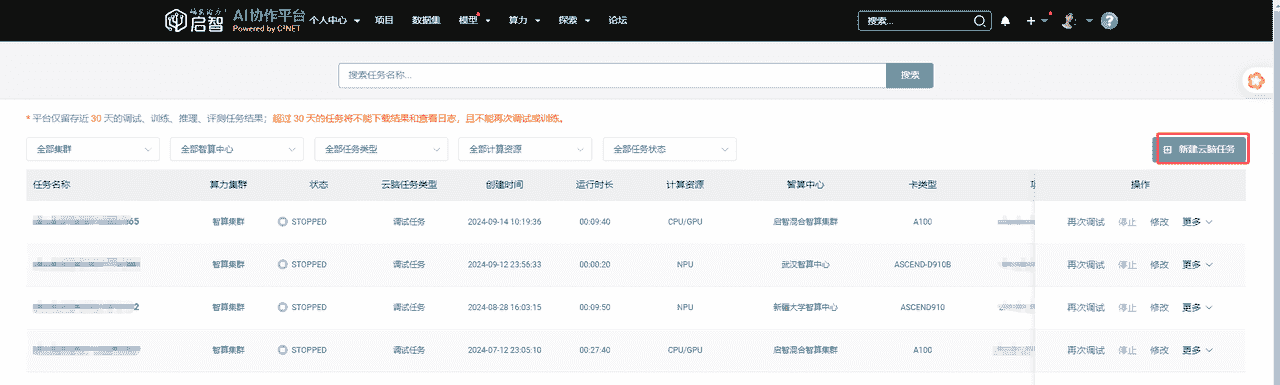 启智 AI协作平台 Powered by C²NET 个人中心 项目 数据集 模型 算力 探索 论坛 搜索...
搜索任务名称... 搜索
* 平台仅留存近 30 天的调试、训练、推理、评测任务结果；超过 30 天的任务将不能下载结果和查看日志，且不能再次调试或训练。
全部集群 全部智算中心 全部任务类型 全部计算资源 全部任务状态 新建云脑任务
任务名称 算力集群 状态 云脑任务类型 创建时间 运行时长 计算资源 智算中心 卡类型 操作
65 智算集群 STOPPED 调试任务 2024-09-14 10:19:36 00:09:40 CPU/GPU 启智混合智算集群 A100 再次调试 停止 修改 更多
智算集群 STOPPED 调试任务 2024-09-12 23:56:33 00:00:20 NPU 武汉智算中心 ASCEND-D910B 再次调试 停止 修改 更多
2 智算集群 STOPPED 调试任务 2024-08-28 16:03:15 00:09:50 NPU 新疆大学智算中心 ASCEND910 再次调试 停止 修改 更多
智算集群 STOPPED 调试任务 2024-07-12 23:05:10 00:27:40 CPU/GPU 启智混合智算集群 A100 再次调试 停止 修改 更多